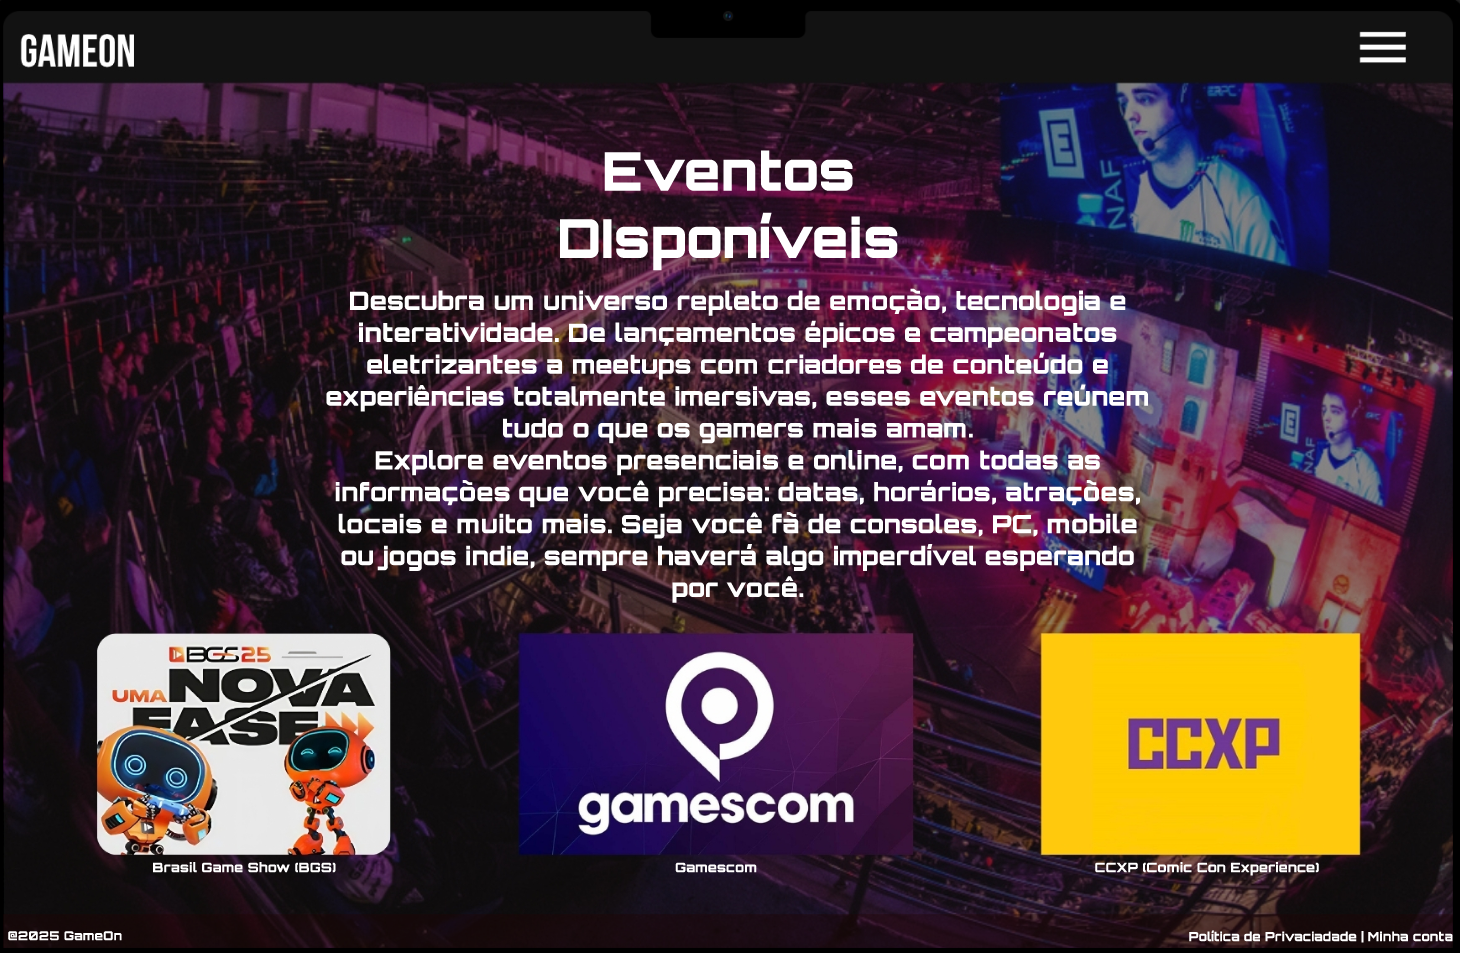 GAMEON
ERPC
NAF
Eventos
DIsponíveis
Descubra um universo repleto de emoção, tecnologia e
interatividade. De lançamentos épicos e campeonatos
eletrizantes a meetups com criadores de conteúdo e
experiências totalmente imersivas, esses eventos reúnem
tudo o que os gamers mais amam.
Explore eventos presenciais e online, com todas as
informações que você precisa: datas, horários, atrações,
locais e muito mais. Seja você fã de consoles, PC, mobile
ou jogos indie, sempre haverá algo imperdível esperando
por você.
NAF
BGS25
UMA NOVA
FASE
gamescom
CCXP
Brasil Game Show (BGS)
Gamescom
CCXP (Comic Con Experience)
@2025 GameOn
Política de Privaciadade | Minha conta